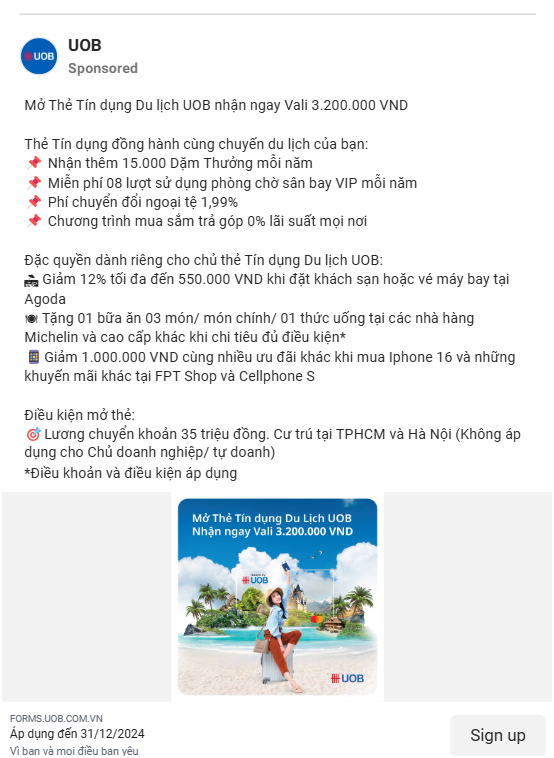 UOB
UOB
Sponsored
Mở Thẻ Tín dụng Du lịch UOB nhận ngay Vali 3.200.000 VND
Thẻ Tín dụng đồng hành cùng chuyến du lịch của bạn:
📌 Nhận thêm 15.000 Dặm Thưởng mỗi năm
📌 Miễn phí 08 lượt sử dụng phòng chờ sân bay VIP mỗi năm
📌 Phí chuyển đổi ngoại tệ 1,99%
📌 Chương trình mua sắm trả góp 0% lãi suất mọi nơi
Đặc quyền dành riêng cho chủ thẻ Tín dụng Du lịch UOB:
Giảm 12% tối đa đến 550.000 VND khi đặt khách sạn hoặc vé máy bay tại
Agoda
🍽 Tặng 01 bữa ăn 03 món/ món chính/ 01 thức uống tại các nhà hàng
Michelin và cao cấp khác khi chi tiêu đủ điều kiện*
📱 Giảm 1.000.000 VND cùng nhiều ưu đãi khác khi mua Iphone 16 và những
khuyến mãi khác tại FPT Shop và Cellphone S
Điều kiện mở thẻ:
🎯 Lương chuyển khoản 35 triệu đồng. Cư trú tại TPHCM và Hà Nội (Không áp
dụng cho Chủ doanh nghiệp/ tự doanh)
*Điều khoản và điều kiện áp dụng
Mở Thẻ Tín dụng Du Lịch UOB
Nhận ngay Vali 3.200.000 VND
UOB
UOB
FORMS.UOB.COM.VN
Áp dụng đến 31/12/2024
Vì bạn và mọi điều bạn yêu
Sign up